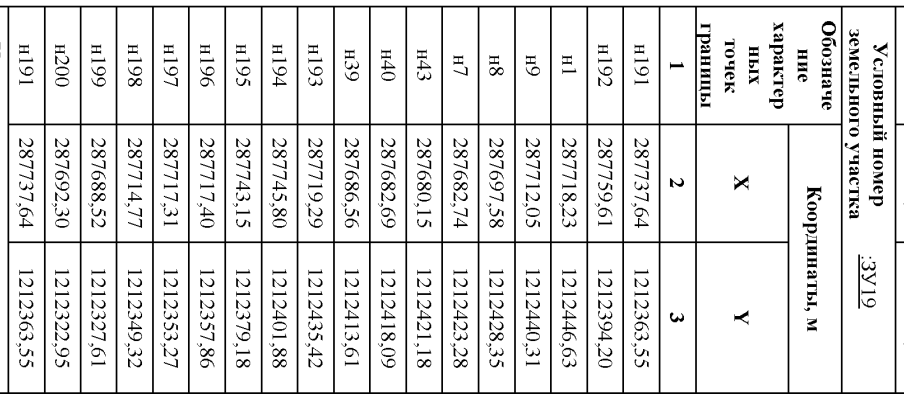 Условный номер
земельного участка :ЗУ19
Обозначе
ние
характер
ных
точек
границы
Координаты, м
X Y
1 2 3
н191 287737,64 1212363,55
н192 287759,61 1212394,20
н1 287718,23 1212446,63
н9 287712,05 1212440,31
н8 287697,58 1212428,35
н7 287682,74 1212423,28
н43 287680,15 1212421,18
н40 287682,69 1212418,09
н39 287686,56 1212413,61
н193 287719,29 1212435,42
н194 287745,80 1212401,88
н195 287743,15 1212379,18
н196 287717,40 1212357,86
н197 287717,31 1212353,27
н198 287714,77 1212349,32
н199 287688,52 1212327,61
н200 287692,30 1212322,95
н191 287737,64 1212363,55